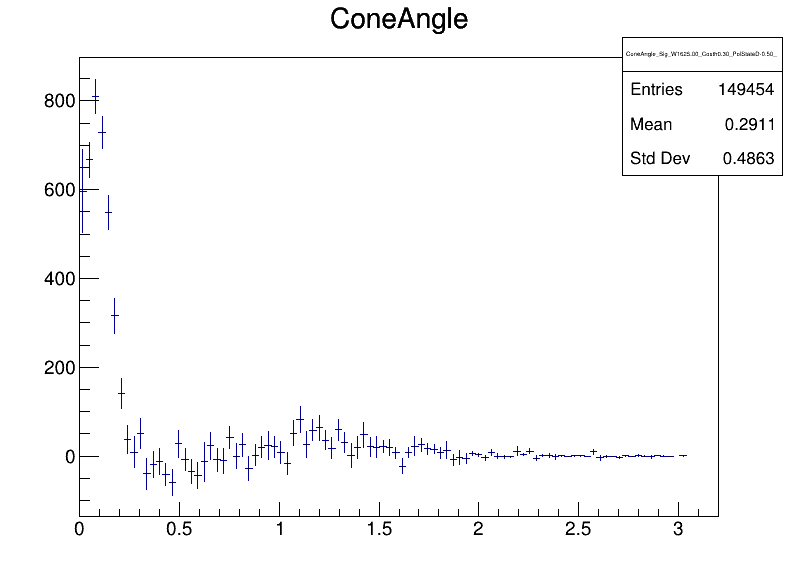 ConeAngle
ConeAngle_Sig_W1625.00_Costh0.30_PolStateD-0.50_
Entries 149454
Mean 0.2911
Std Dev 0.4863
800
600
400
200
0
0 0.5 1 1.5 2 2.5 3